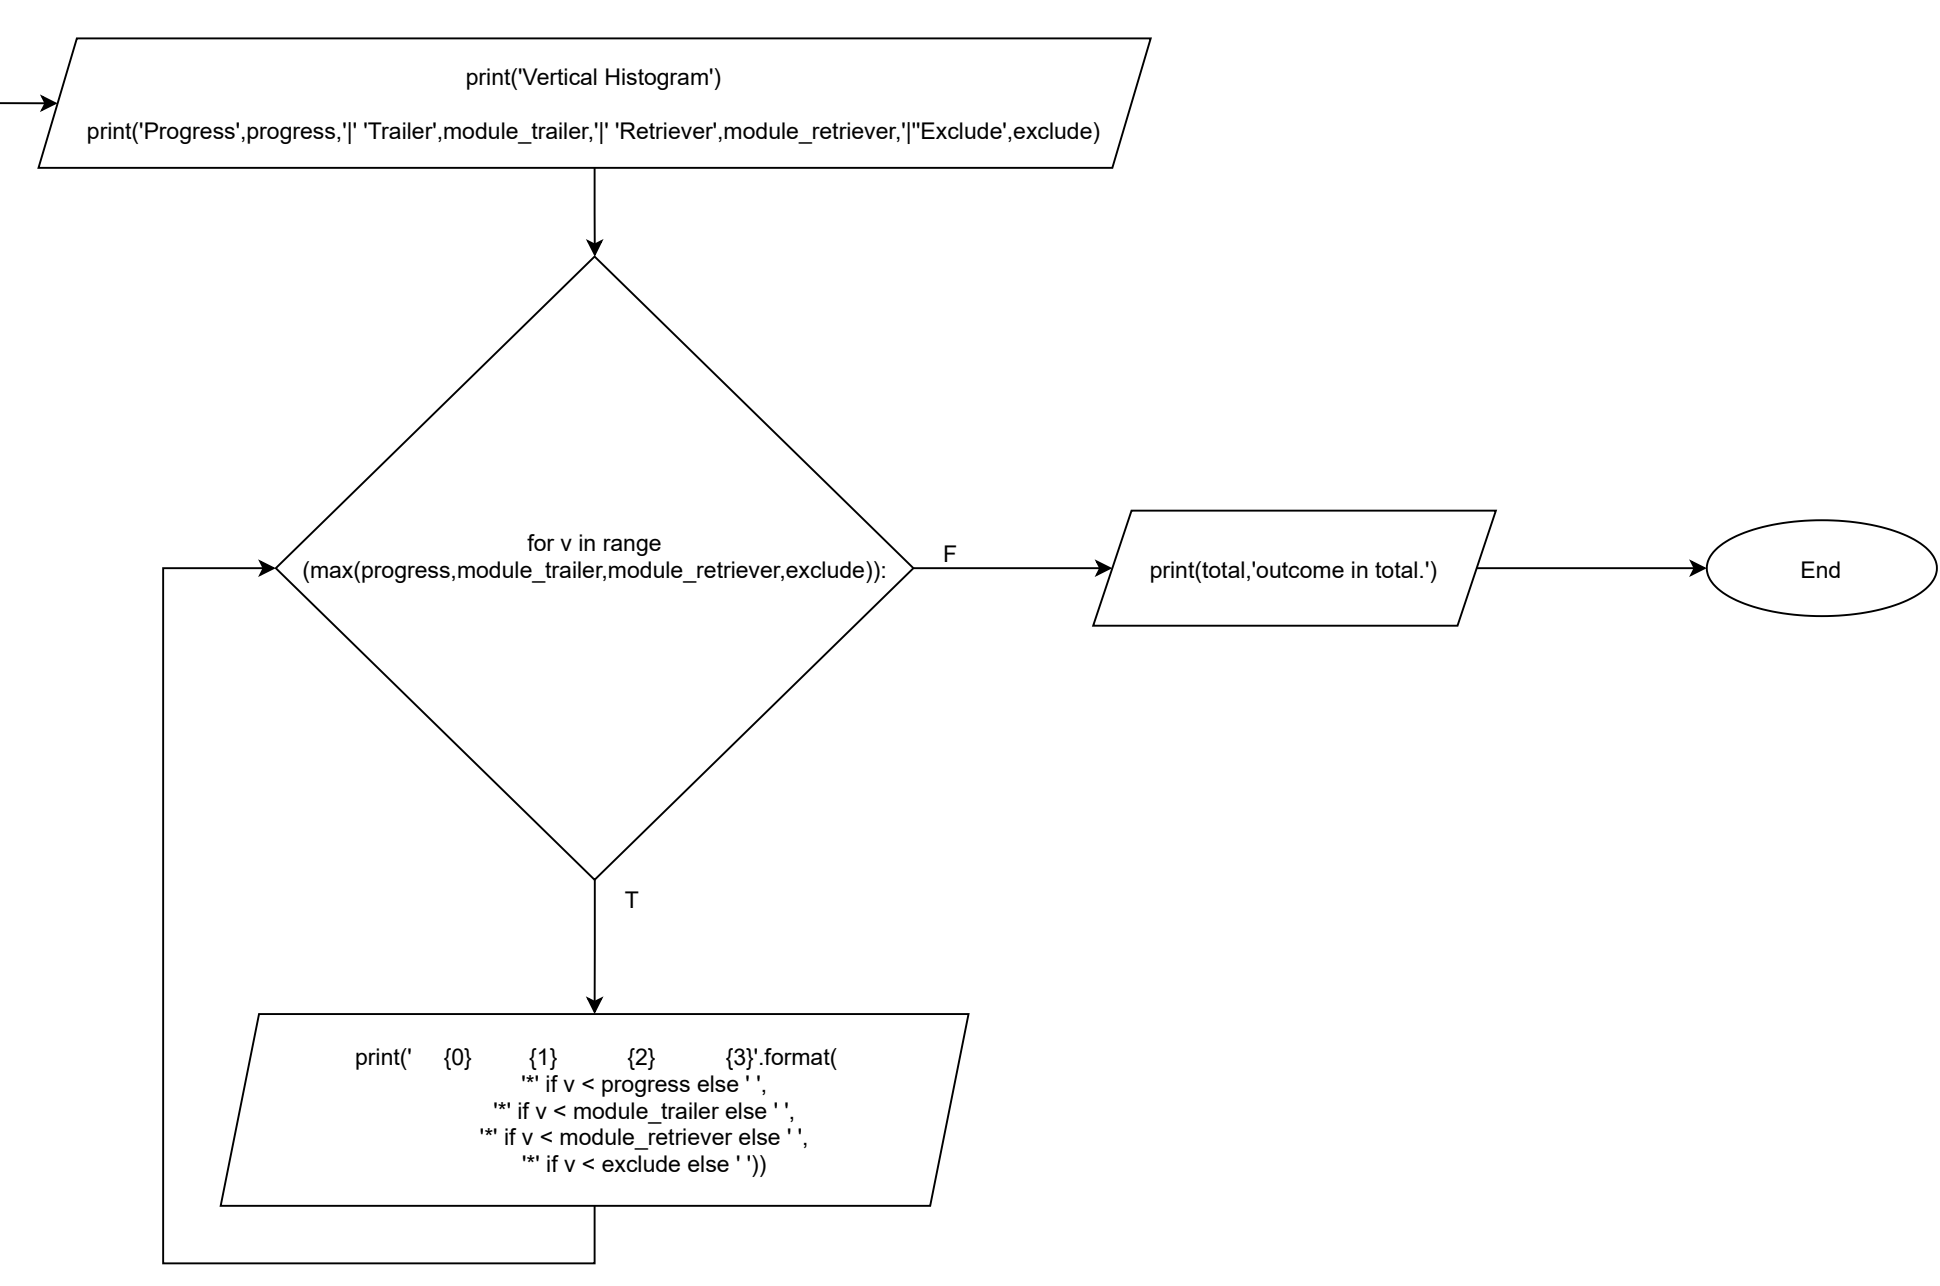 print('Vertical Histogram')
print('Progress',progress,'|' 'Trailer',module_trailer,'|' 'Retriever',module_retriever,'|''Exclude',exclude)
for v in range
(max(progress,module_trailer,module_retriever,exclude)):
F
print(total,'outcome in total.')
End
T
print('     {0}         {1}           {2}           {3}'.format(
'*' if v < progress else ' ',
'*' if v < module_trailer else ' ',
'*' if v < module_retriever else ' ',
'*' if v < exclude else ' '))